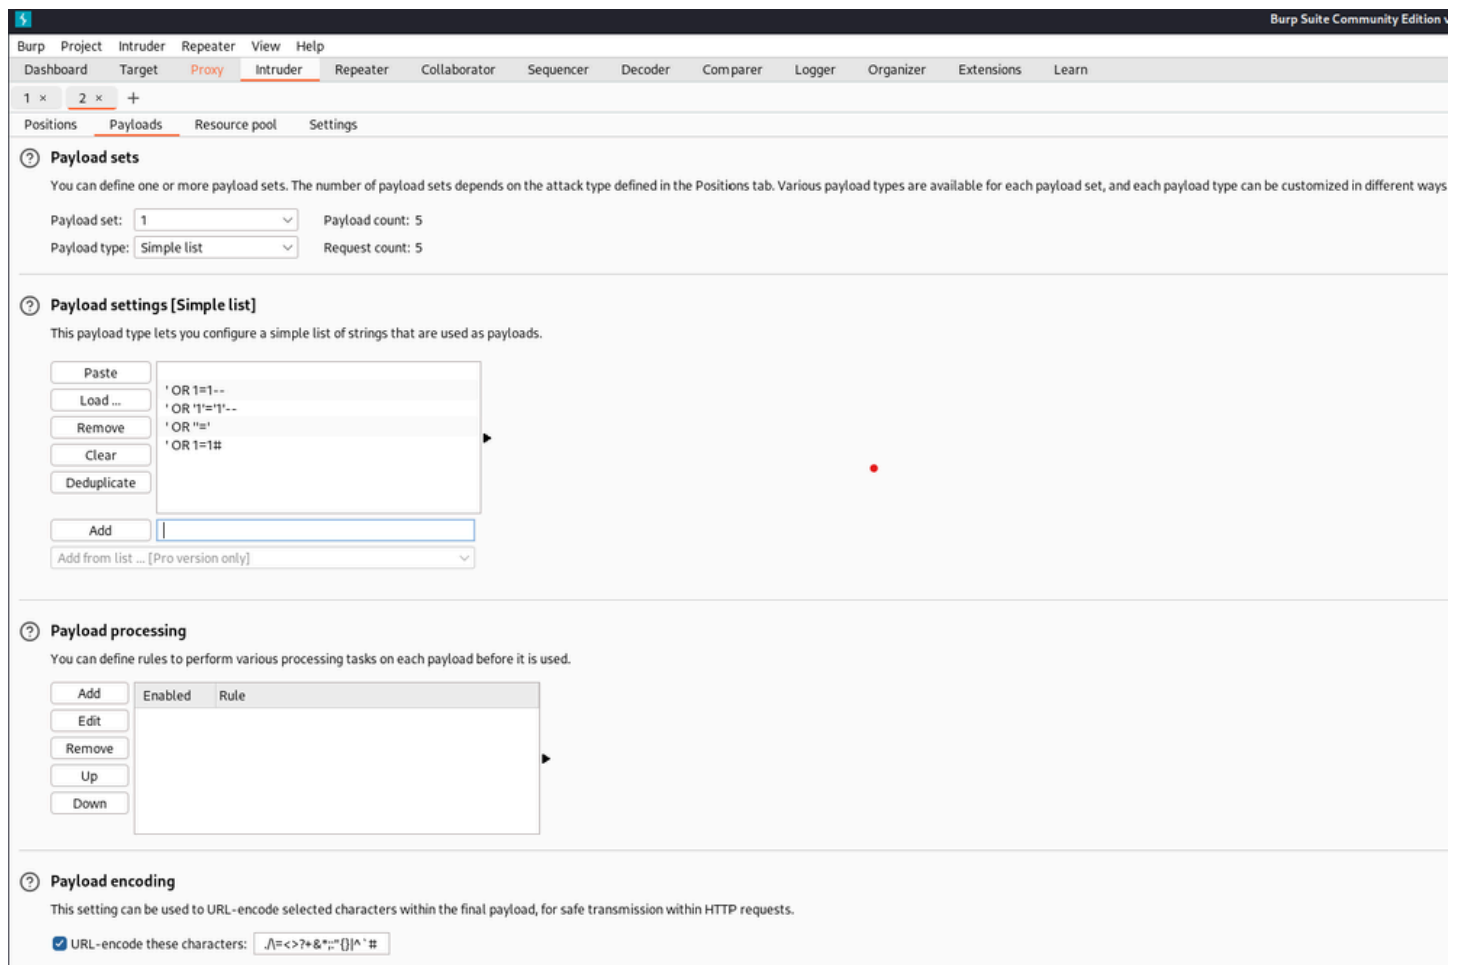 Burp Suite Community Edition v
Burp Project Intruder Repeater View Help
Dashboard Target Proxy Intruder Repeater Collaborator Sequencer Decoder Comparer Logger Organizer Extensions Learn
1 × 2 × +
Positions Payloads Resource pool Settings
? Payload sets
You can define one or more payload sets. The number of payload sets depends on the attack type defined in the Positions tab. Various payload types are available for each payload set, and each payload type can be customized in different ways
Payload set: 1 Payload count: 5
Payload type: Simple list Request count: 5
? Payload settings [Simple list]
This payload type lets you configure a simple list of strings that are used as payloads.
Paste
Load ...
Remove
Clear
Deduplicate
' OR 1=1--
' OR '1'='1'--
' OR ''='
' OR 1=1#
Add
Add from list ... [Pro version only]
? Payload processing
You can define rules to perform various processing tasks on each payload before it is used.
Add
Edit
Remove
Up
Down
Enabled Rule
? Payload encoding
This setting can be used to URL-encode selected characters within the final payload, for safe transmission within HTTP requests.
URL-encode these characters: ./\=<>?+&*;:"{}|^`#